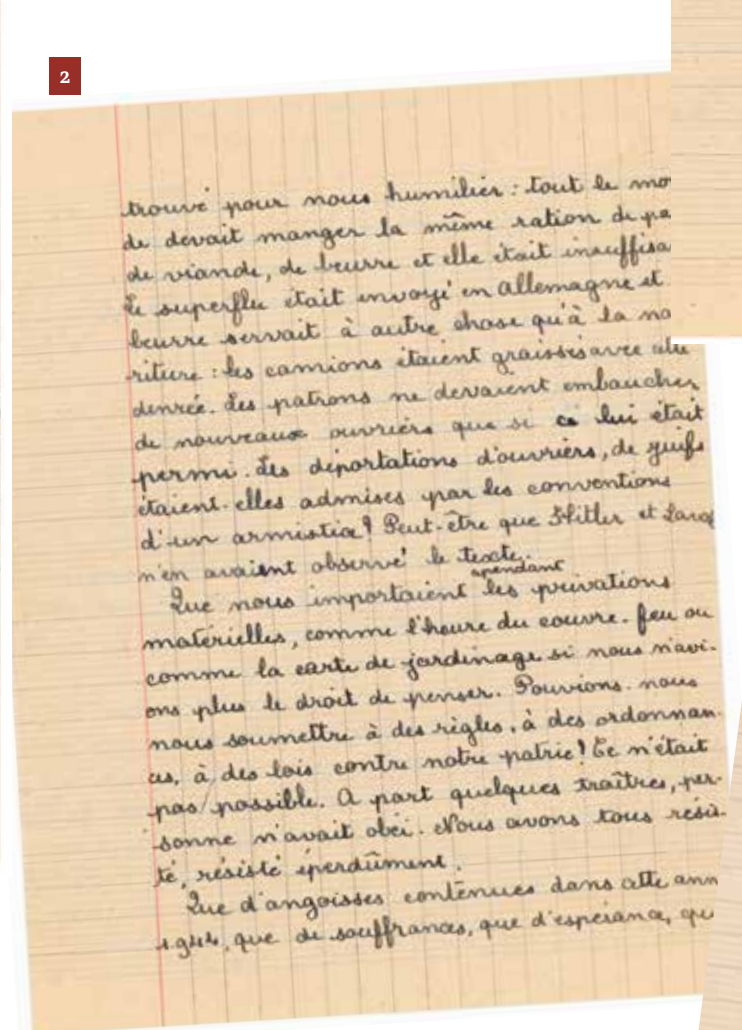 2
trouvé pour nous humilier : tout le mo
de devait manger la même ration de pa
de viande, de beurre et elle était insuffisa
Le superflu était envoyé en Allemagne et
beurre servait à autre chose qu'à la no
riture : les camions étaient graissés avec
denrée. Les patrons ne devaient embaucher
de nouveaux ouvriers que si ce lui était
permi. Les déportations d'ouvriers, de juifs
étaient-elles admises par les conventions
d'un armistice? Peut-être que Hitler et
n'en avaient observé le texte.
cependant
Que nous importaient les privations
matérielles, comme l'heure du couvre-feu ou
comme la carte de jardinage si nous n'avi-
ons plus le droit de penser. Pouvions-nous
nous soumettre à des règles, à des ordonnan-
ces, à des lois contre notre patrie! Ce n'était
pas possible. A part quelques traîtres, per-
sonne n'avait obéi. Nous avons tous résis-
té, résisté éperdûment.
Que d'angoisses contenues dans cette ann
1944, que de souffrances, que d'espérance, qu